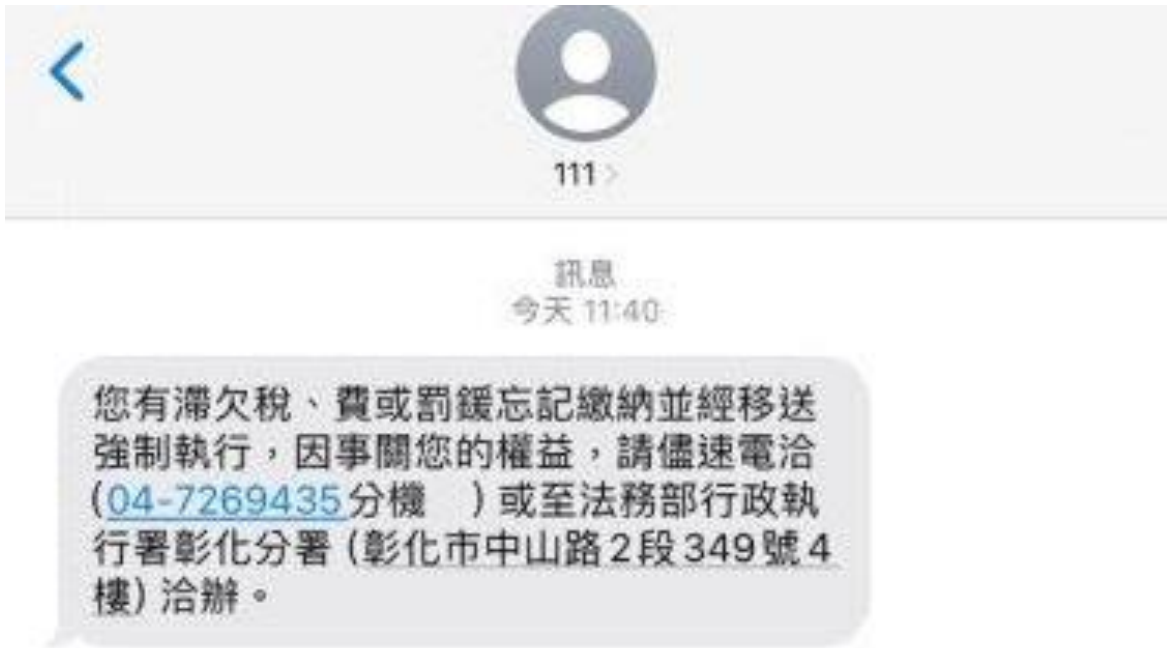 111
訊息
今天 11:40
您有滯欠稅、費或罰鍰忘記繳納並經移送
強制執行，因事關您的權益，請儘速電洽
(04-7269435分機　) 或至法務部行政執
行署彰化分署 (彰化市中山路2段349號4
樓) 洽辦。